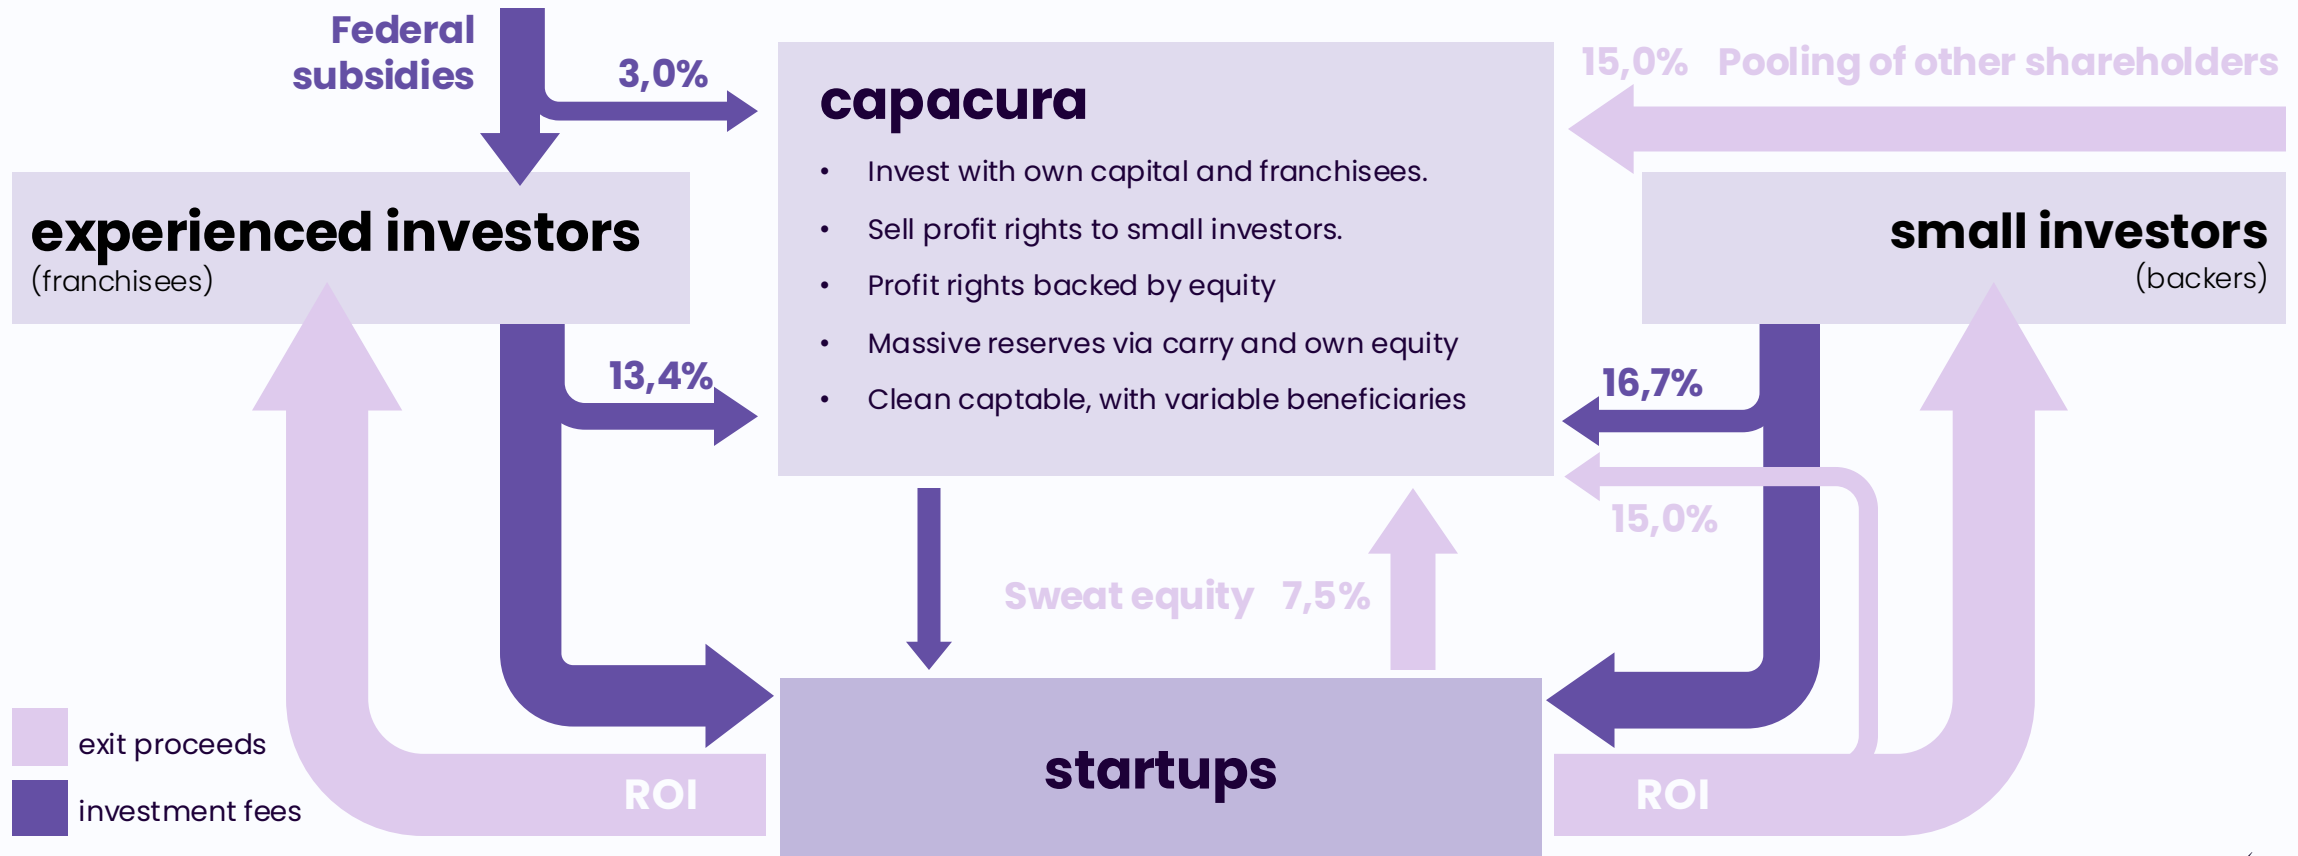 Federal
subsidies
3,0%
15,0% Pooling of other shareholders
capacura
• Invest with own capital and franchisees.
• Sell profit rights to small investors.
• Profit rights backed by equity
• Massive reserves via carry and own equity
• Clean captable, with variable beneficiaries
experienced investors
(franchisees)
small investors
(backers)
13,4%
16,7%
15,0%
Sweat equity 7,5%
startups
exit proceeds
investment fees
ROI
ROI